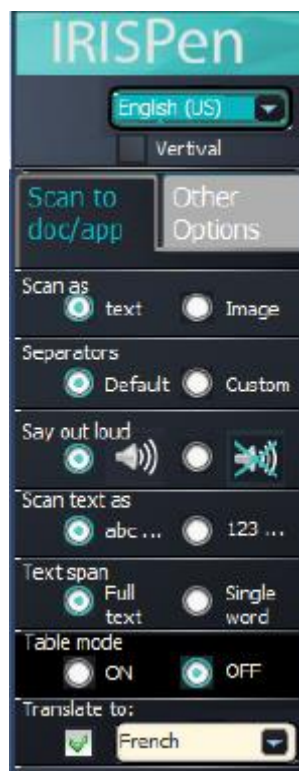 IRISPen
English (US)
Vertival
Scan to doc/app
Other Options
Scan as
text Image
Separators
Default Custom
Say out loud
Scan text as
abc ... 123 ...
Text span
Full text
Single word
Table mode
ON OFF
Translate to:
French